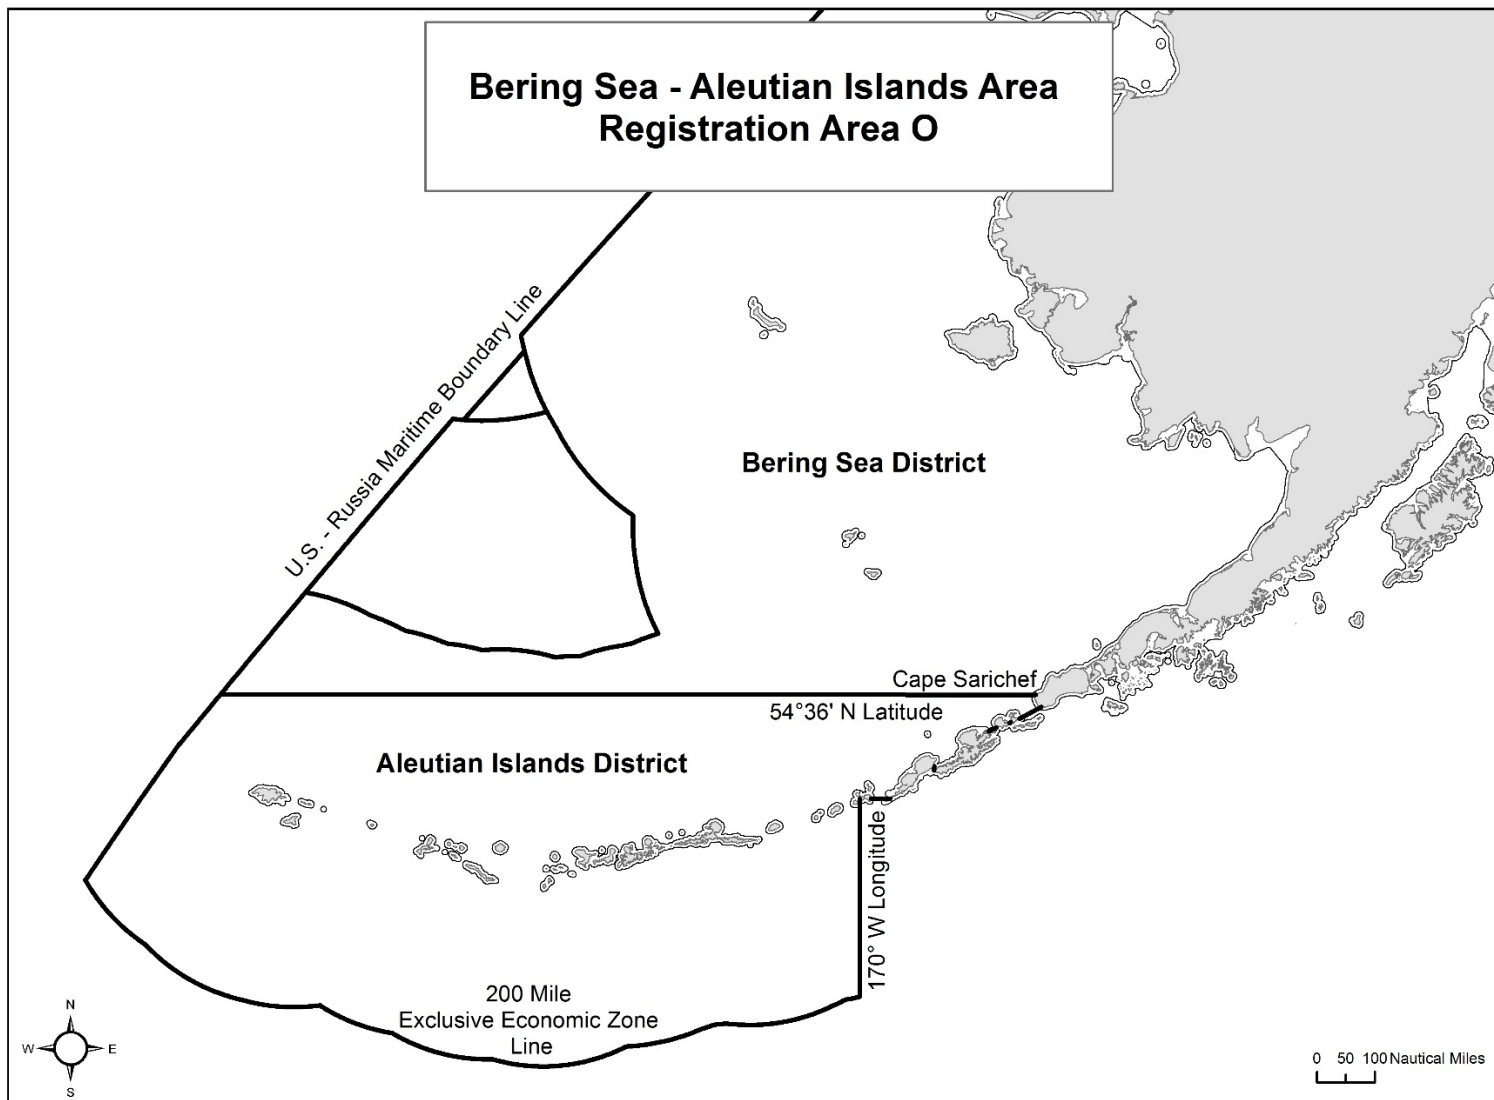 Bering Sea - Aleutian Islands Area
Registration Area O
U.S. - Russia Maritime Boundary Line
Bering Sea District
Cape Sarichef
54°36' N Latitude
Aleutian Islands District
170° W Longitude
200 Mile
Exclusive Economic Zone
Line
N
W
E
S
0 50 100 Nautical Miles